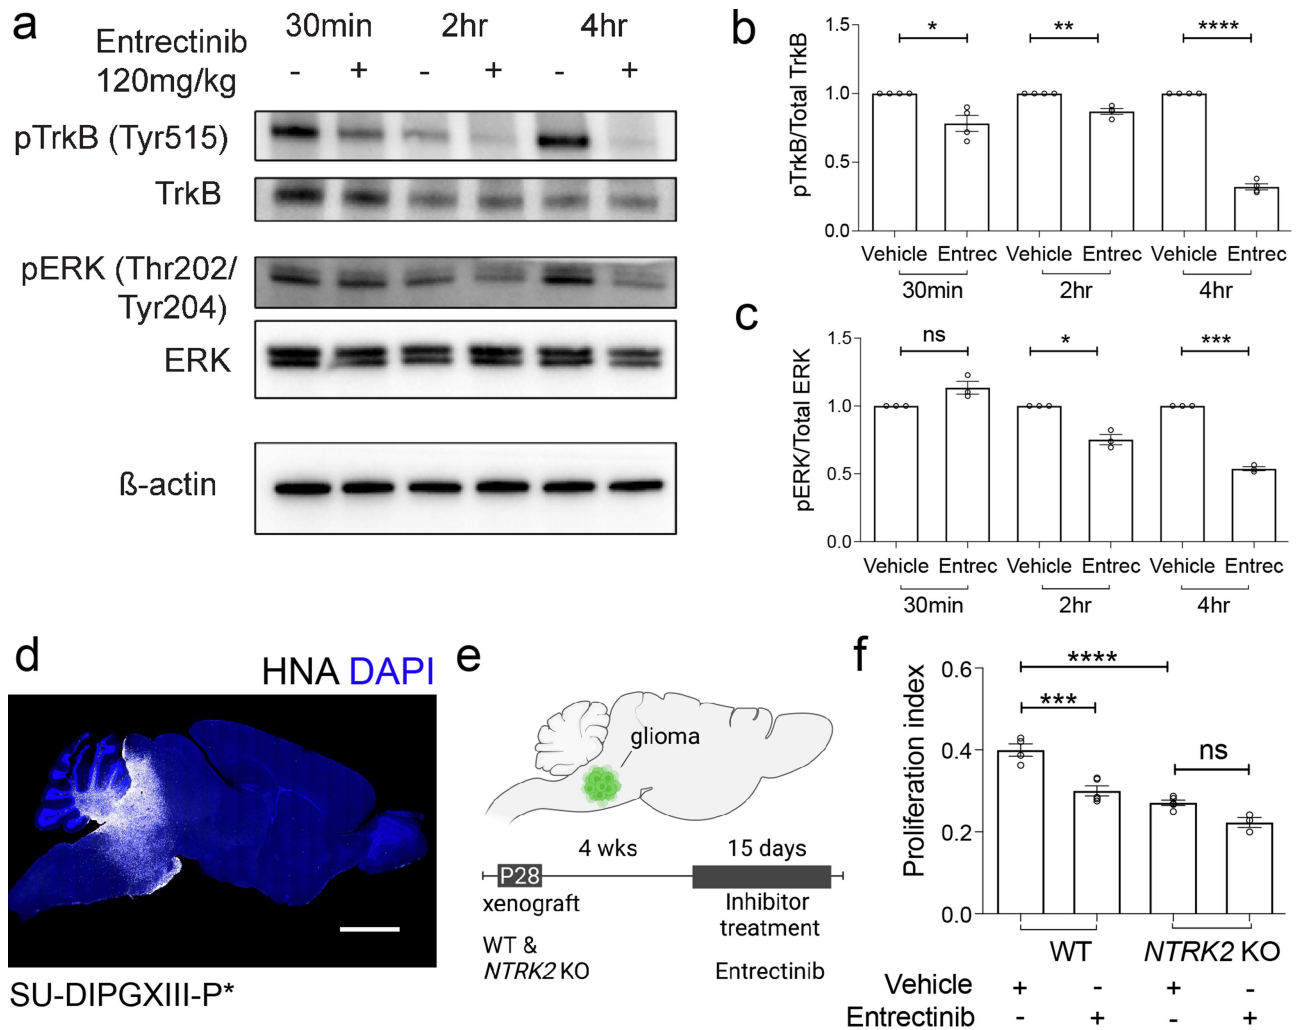 a
30min 2hr 4hr
Entrectinib
120mg/kg
- + - + - +
pTrkB (Tyr515)
TrkB
pERK (Thr202/
Tyr204)
ERK
ß-actin
b
pTrkB/Total TrkB
1.5
1.0
0.5
0.0
* ** ****
Vehicle Entrec Vehicle Entrec Vehicle Entrec
30min 2hr 4hr
c
pERK/Total ERK
1.5
1.0
0.5
0.0
ns * ***
Vehicle Entrec Vehicle Entrec Vehicle Entrec
30min 2hr 4hr
d
HNA DAPI
SU-DIPGXIII-P*
e
glioma
4 wks 15 days
P28
xenograft
Inhibitor
treatment
WT &
NTRK2 KO
Entrectinib
f
Proliferation index
0.6
0.4
0.2
0.0
****
***
ns
WT NTRK2 KO
Vehicle + - + -
Entrectinib - + - +